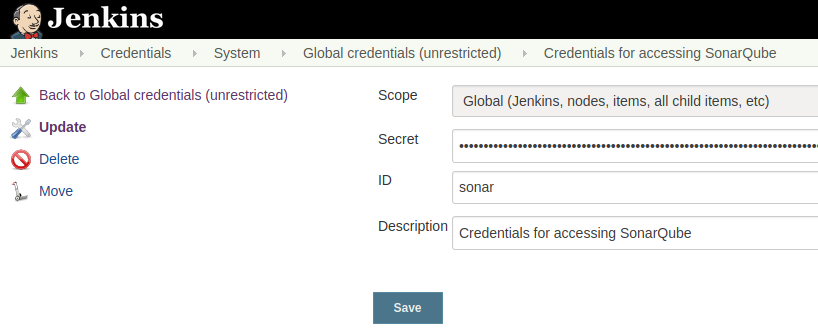 Jenkins
Jenkins Credentials System Global credentials (unrestricted) Credentials for accessing SonarQube
Back to Global credentials (unrestricted)
Update
Delete
Move
Scope Global (Jenkins, nodes, items, all child items, etc)
Secret
ID sonar
Description Credentials for accessing SonarQube
Save